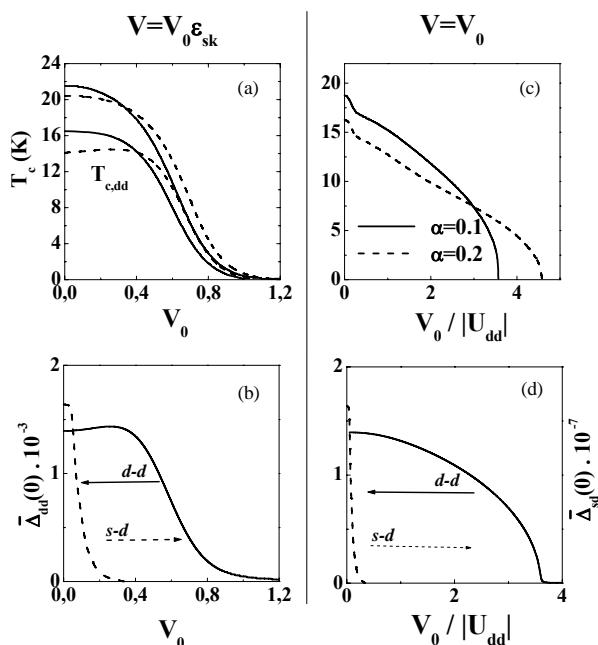 V=V₀ε_sk
V=V₀
24
20
16
12
8
4
0
T_c (K)
(a)
T_c,dd
0,0
0,4
0,8
1,2
V₀
25
20
15
10
5
0
(c)
α=0.1
α=0.2
0
2
4
V₀ / |U_dd|
2
1
0
Δ̄_dd(0) . 10⁻³
(b)
d-d
s-d
0,0
0,4
0,8
1,2
V₀
2
1
0
(d)
d-d
s-d
0
2
4
V₀ / |U_dd|
Δ̄_sd(0) . 10⁻⁷